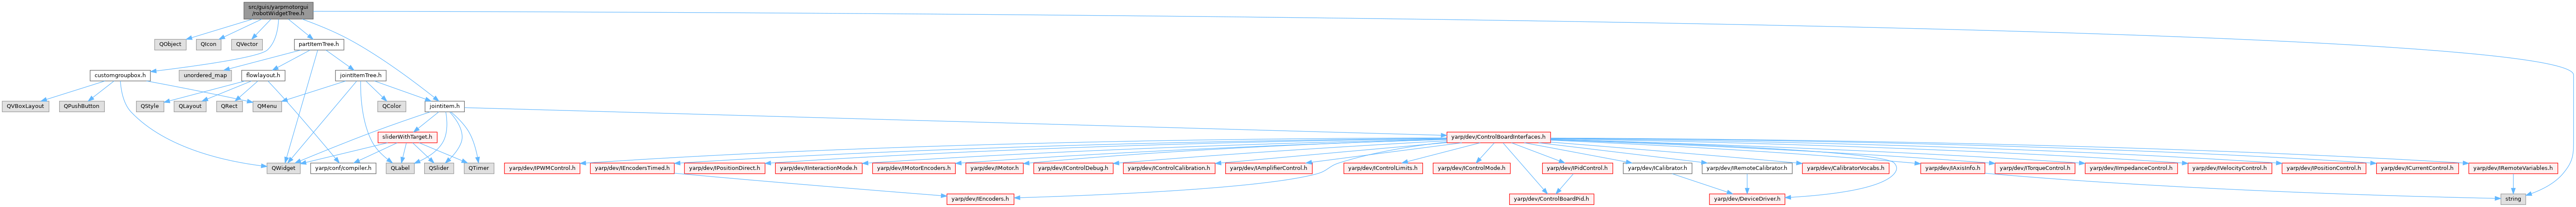 src/guis/yarpmotorgui
/robotWidgetTree.h
QObject
QIcon
QVector
partItemTree.h
customgroupbox.h
unordered_map
flowlayout.h
jointItemTree.h
QVBoxLayout
QPushButton
QStyle
QLayout
QRect
QMenu
QColor
jointitem.h
sliderWithTarget.h
yarp/dev/ControlBoardInterfaces.h
QWidget
yarp/conf/compiler.h
QLabel
QSlider
QTimer
yarp/dev/IPWMControl.h
yarp/dev/IEncodersTimed.h
yarp/dev/IPositionDirect.h
yarp/dev/IInteractionMode.h
yarp/dev/IMotorEncoders.h
yarp/dev/IMotor.h
yarp/dev/IControlDebug.h
yarp/dev/IControlCalibration.h
yarp/dev/IAmplifierControl.h
yarp/dev/IControlLimits.h
yarp/dev/IControlMode.h
yarp/dev/IPidControl.h
yarp/dev/ICalibrator.h
yarp/dev/IRemoteCalibrator.h
yarp/dev/CalibratorVocabs.h
yarp/dev/IAxisInfo.h
yarp/dev/ITorqueControl.h
yarp/dev/IImpedanceControl.h
yarp/dev/IVelocityControl.h
yarp/dev/IPositionControl.h
yarp/dev/ICurrentControl.h
yarp/dev/IRemoteVariables.h
yarp/dev/IEncoders.h
yarp/dev/ControlBoardPid.h
yarp/dev/DeviceDriver.h
string